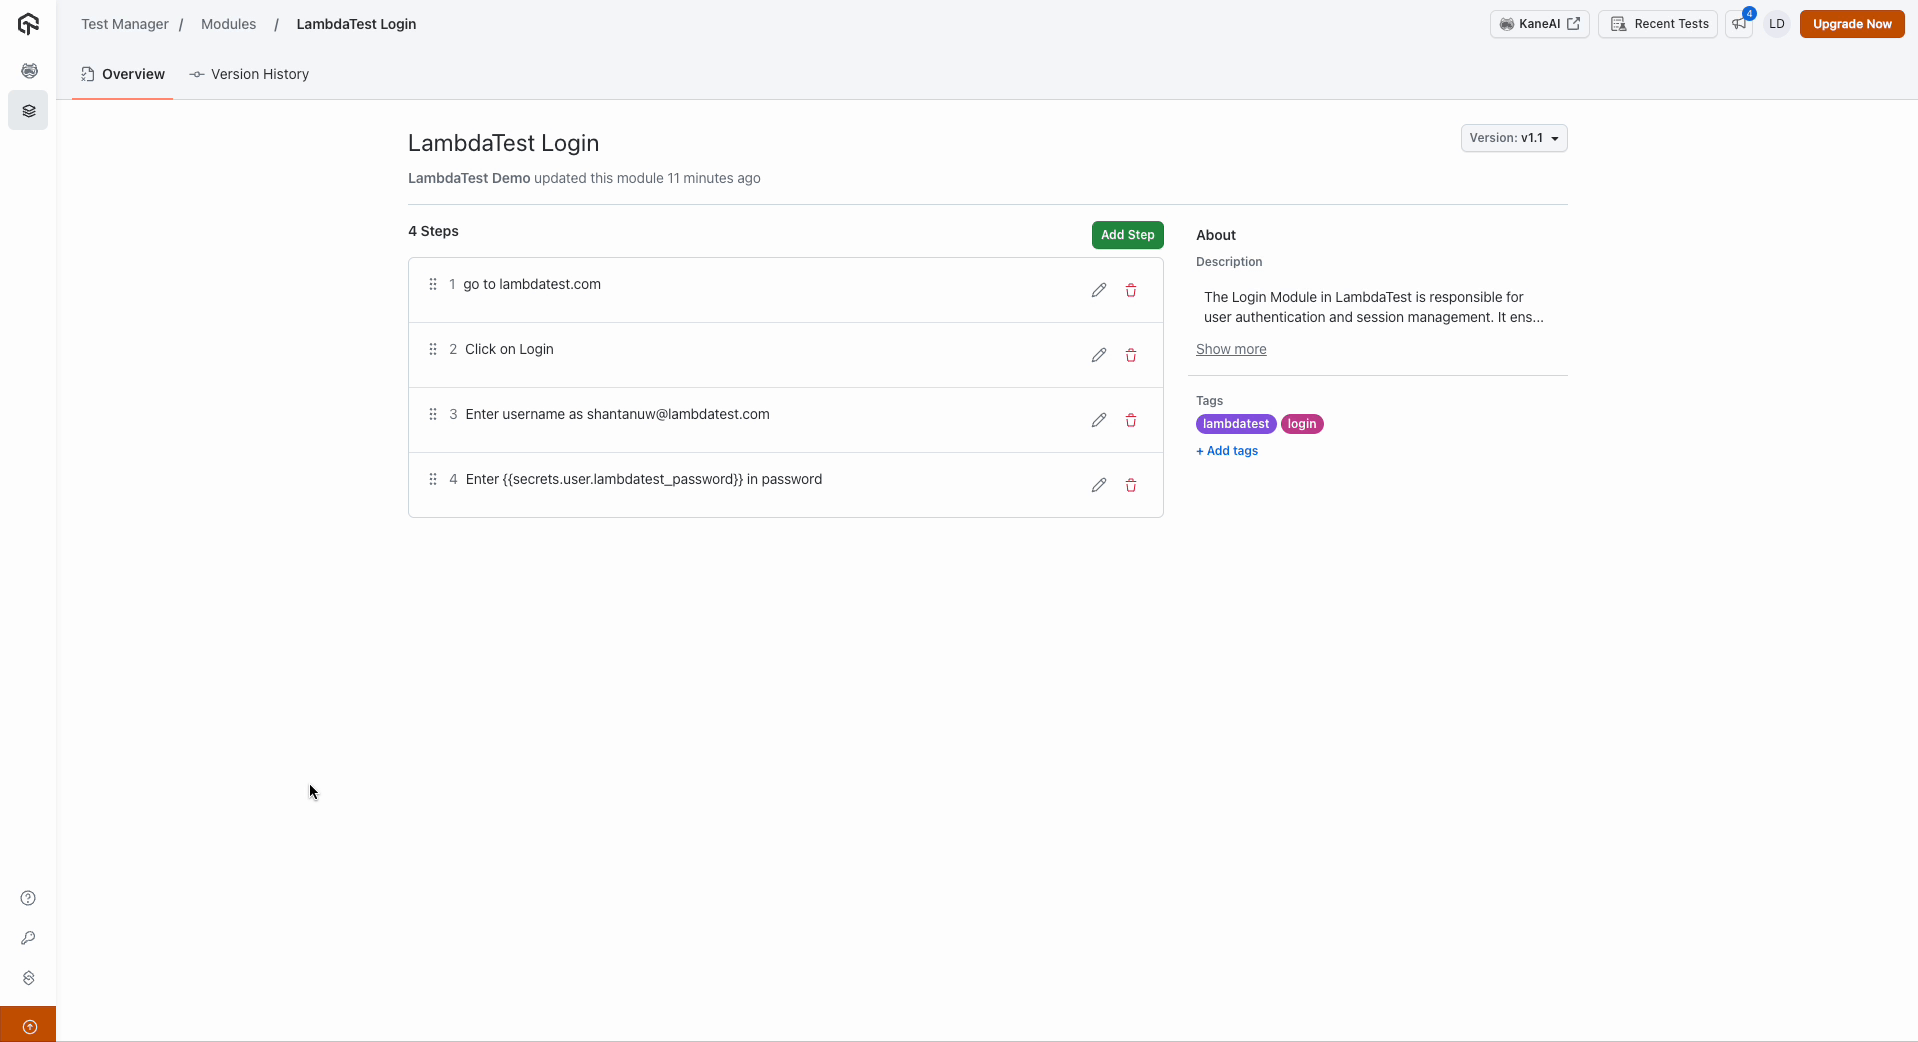 Test Manager / Modules / LambdaTest Login
KaneAI
Recent Tests
4
LD
Upgrade Now
Overview
Version History
LambdaTest Login
Version: v1.1
LambdaTest Demo updated this module 11 minutes ago
4 Steps
Add Step
1 go to lambdatest.com
2 Click on Login
3 Enter username as shantanuw@lambdatest.com
4 Enter {{secrets.user.lambdatest_password}} in password
About
Description
The Login Module in LambdaTest is responsible for
user authentication and session management. It ens...
Show more
Tags
lambdatest login
+ Add tags